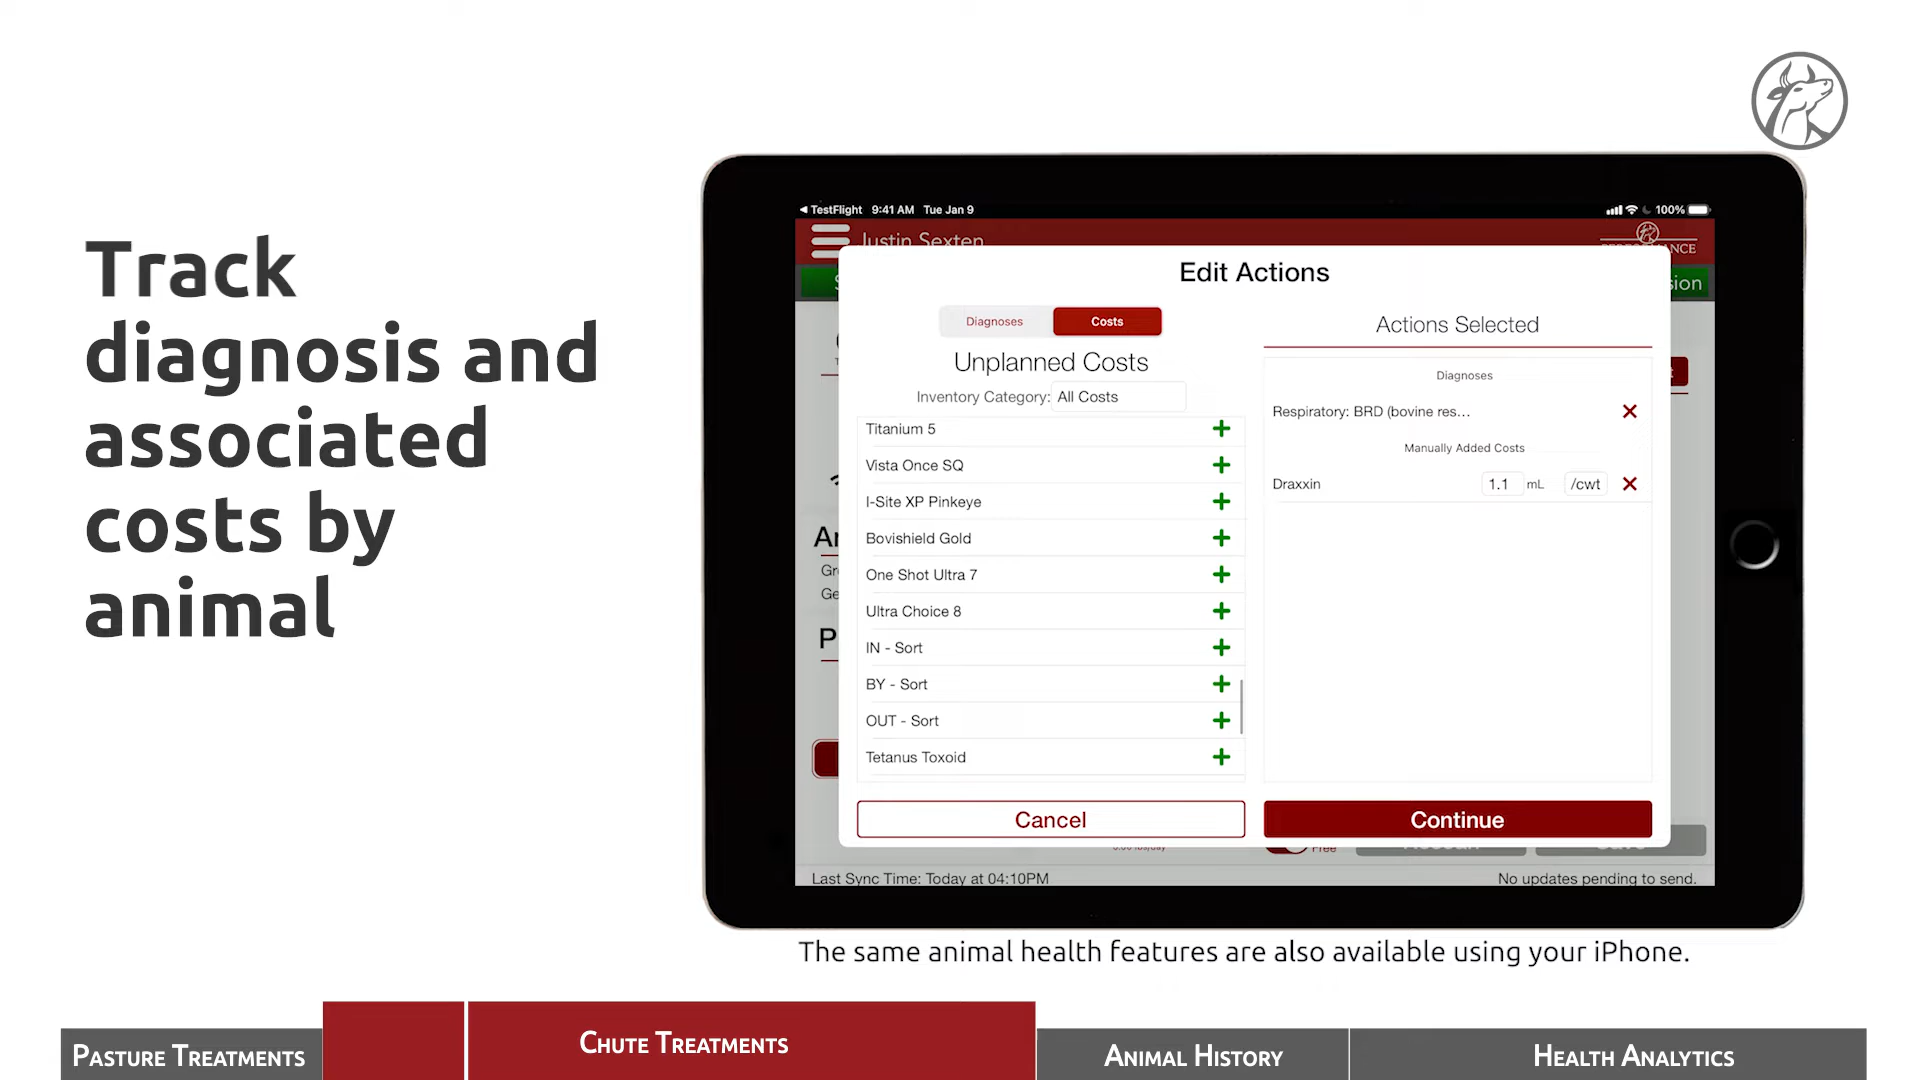 Track
diagnosis and
associated
costs by
animal
TestFlight 9:41 AM Tue Jan 9
100%
Justin Sexten
Edit Actions
Diagnoses
Costs
Unplanned Costs
Inventory Category: All Costs
Titanium 5
Vista Once SQ
I-Site XP Pinkeye
Bovishield Gold
One Shot Ultra 7
Ultra Choice 8
IN - Sort
BY - Sort
OUT - Sort
Tetanus Toxoid
Cancel
Actions Selected
Diagnoses
Respiratory: BRD (bovine res...
Manually Added Costs
Draxxin 1.1 mL /cwt
Continue
Free
Last Sync Time: Today at 04:10PM
No updates pending to send.
The same animal health features are also available using your iPhone.
Pasture Treatments
Chute Treatments
Animal History
Health Analytics